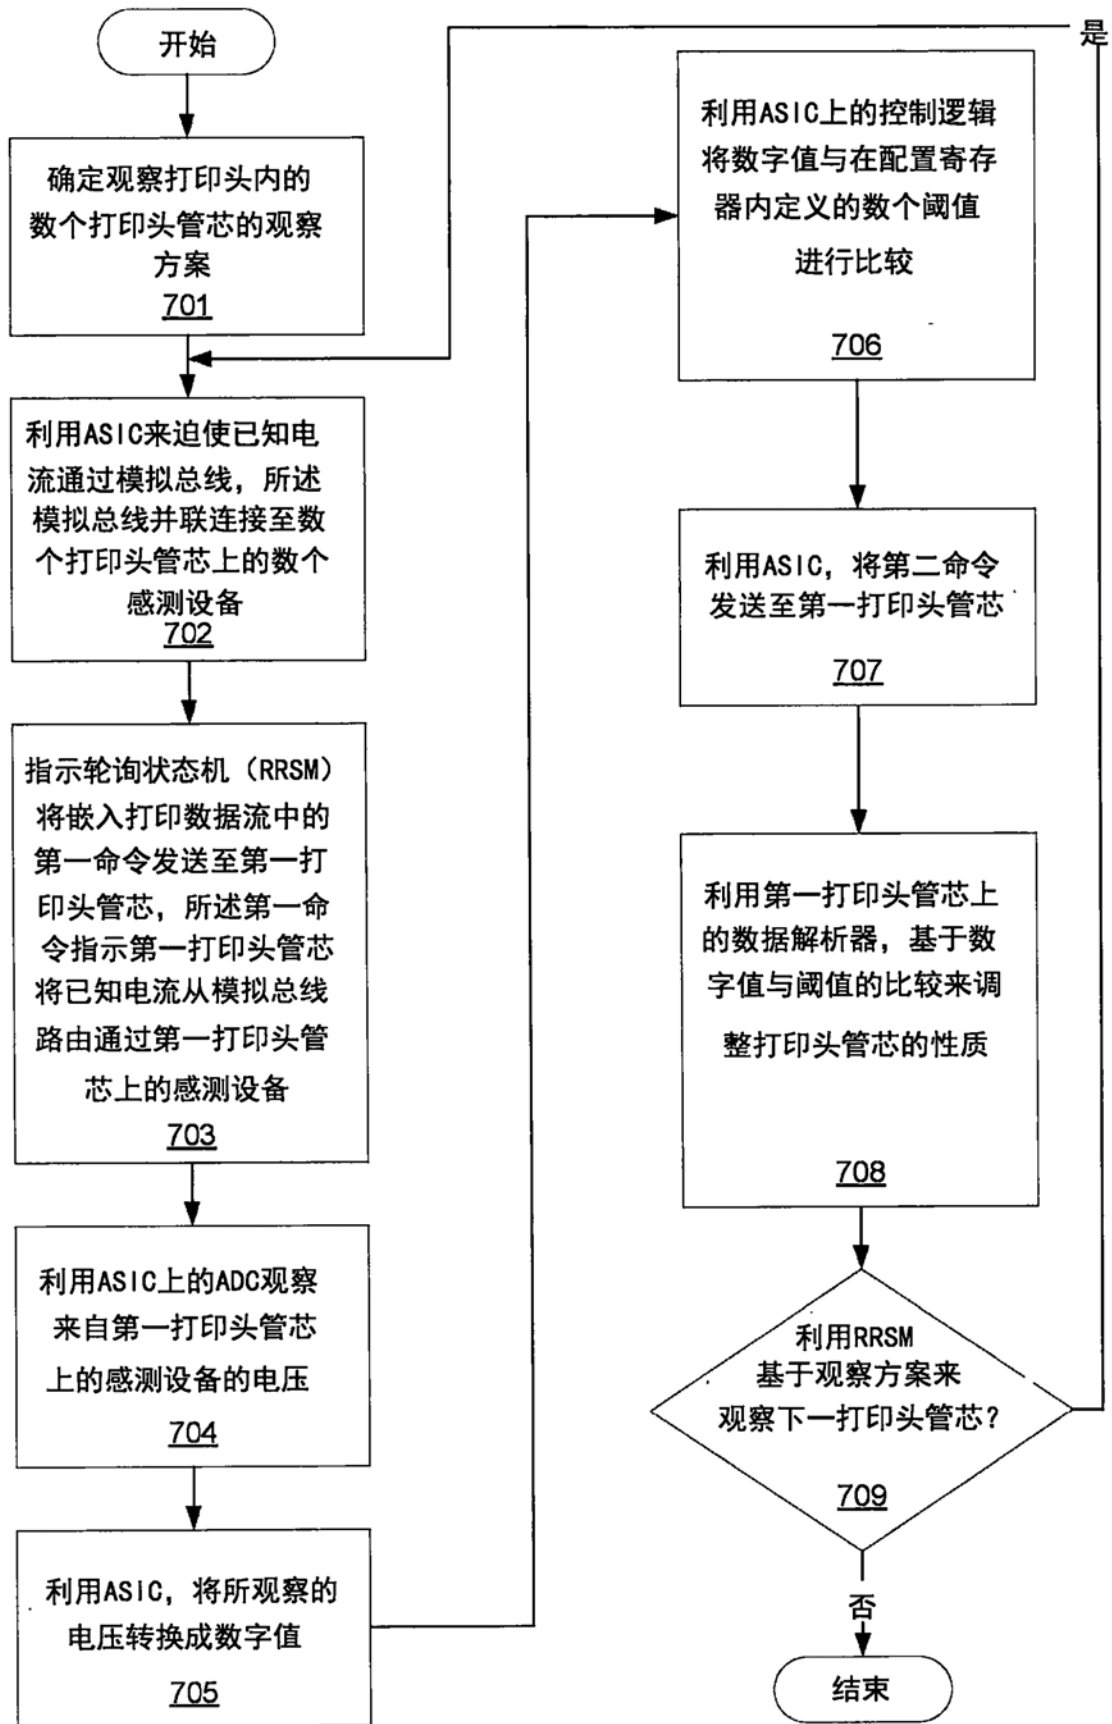 开始
确定观察打印头内的
数个打印头管芯的观察
方案
701
利用ASIC来迫使已知电
流通过模拟总线，所述
模拟总线并联连接至数
个打印头管芯上的数个
感测设备
702
指示轮询状态机（RRSM）
将嵌入打印数据流中的
第一命令发送至第一打
印头管芯，所述第一命
令指示第一打印头管芯
将已知电流从模拟总线
路由通过第一打印头管
芯上的感测设备
703
利用ASIC上的ADC观察
来自第一打印头管芯
上的感测设备的电压
704
利用ASIC，将所观察的
电压转换成数字值
705
利用ASIC上的控制逻辑
将数字值与在配置寄存
器内定义的数个阈值
进行比较
706
利用ASIC，将第二命令
发送至第一打印头管芯
707
利用第一打印头管芯上
的数据解析器，基于数
字值与阈值的比较来调
整打印头管芯的性质
708
利用RRSM
基于观察方案来
观察下一打印头管芯？
709
是
否
结束